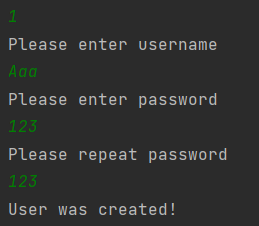 1
Please enter username
Aaa
Please enter password
123
Please repeat password
123
User was created!